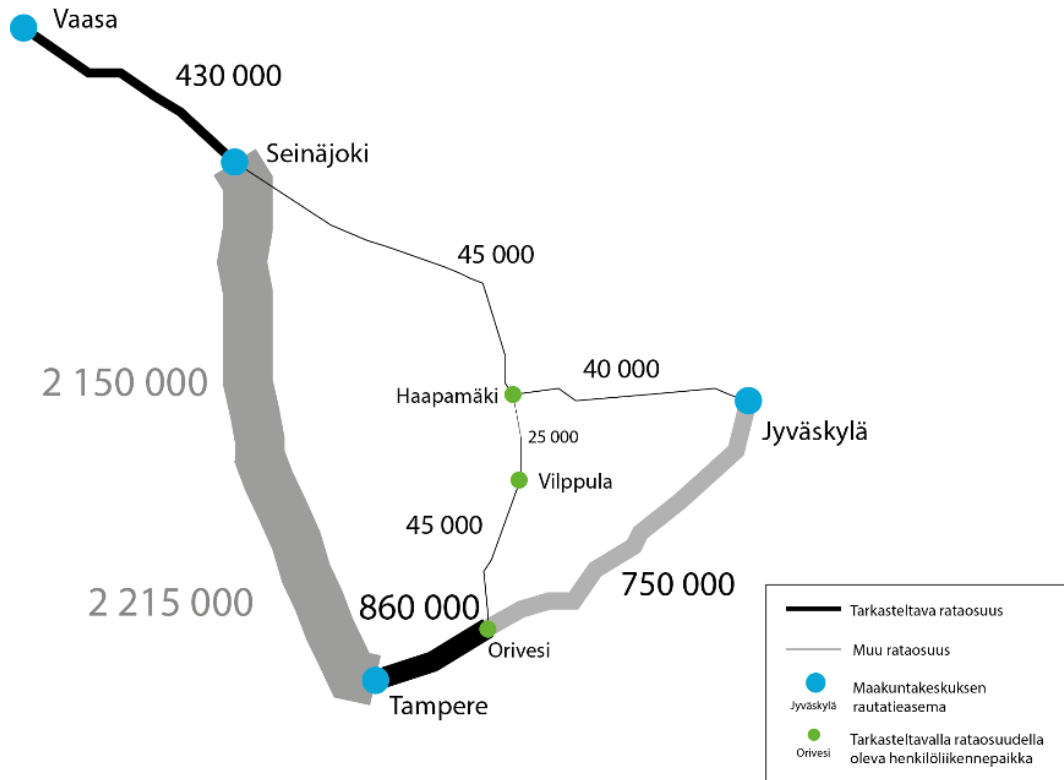 Vaasa
430 000
Seinäjoki
45 000
2 150 000
40 000
Haapamäki
Jyväskylä
25 000
Vilppula
45 000
750 000
2 215 000
860 000
Orivesi
Tampere
Tarkasteltava rataosuus
Muu rataosuus
Jyväskylä
Maakuntakeskuksen
rautatieasema
Orivesi
Tarkasteltavalla rataosuudella
oleva henkilöliikennepaikka